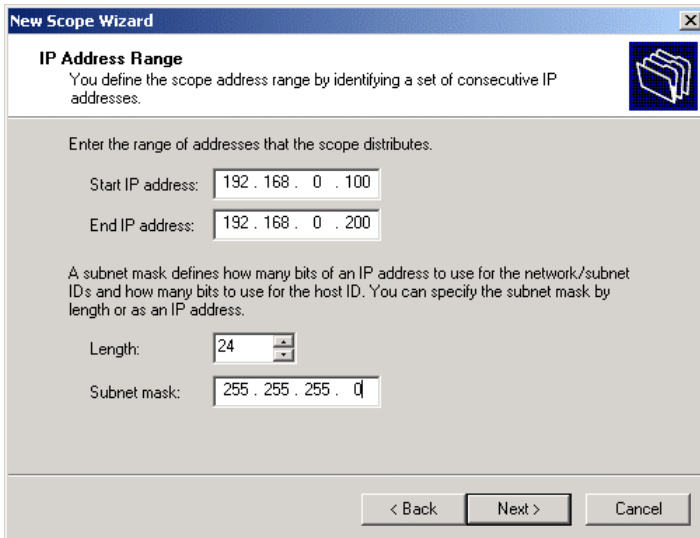 New Scope Wizard
IP Address Range
You define the scope address range by identifying a set of consecutive IP
addresses.
Enter the range of addresses that the scope distributes.
Start IP address: 192 . 168 . 0 . 100
End IP address: 192 . 168 . 0 . 200
A subnet mask defines how many bits of an IP address to use for the network/subnet
IDs and how many bits to use for the host ID. You can specify the subnet mask by
length or as an IP address.
Length: 24
Subnet mask: 255 . 255 . 255 . 0
< Back Next > Cancel